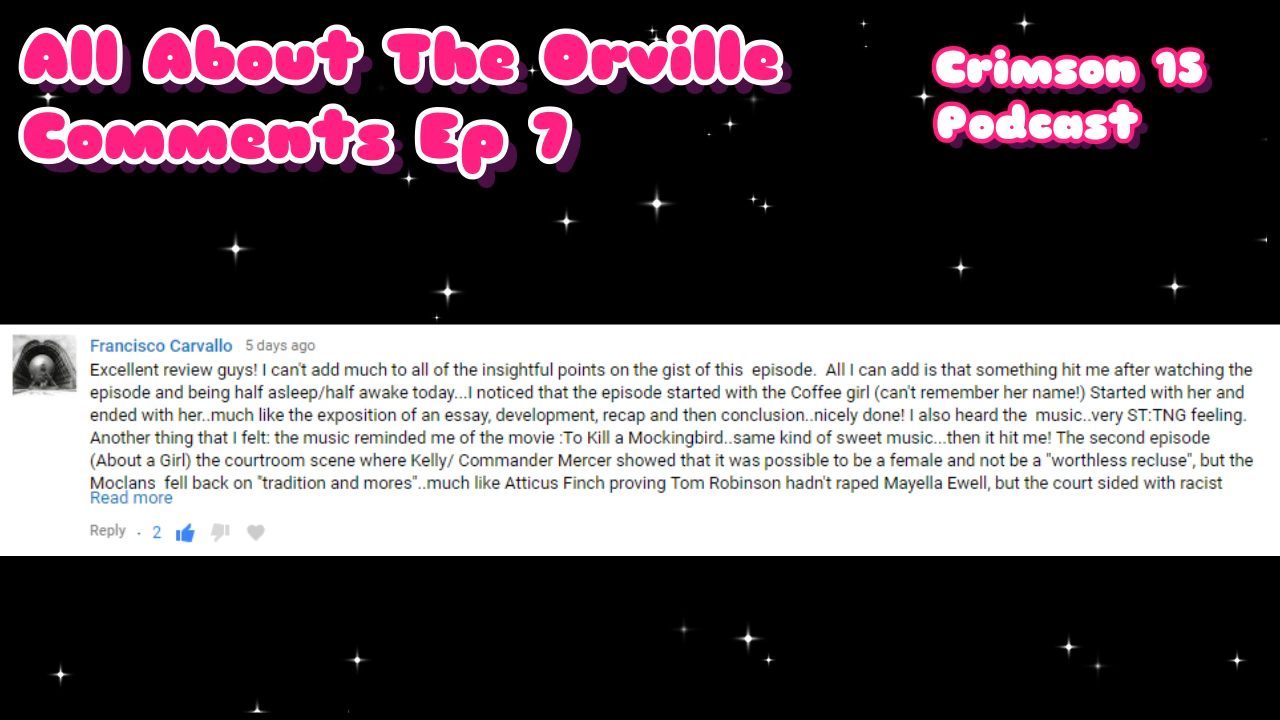 All About The Orville
Comments Ep 7
Crimson 15
Podcast
Francisco Carvallo 5 days ago
Excellent review guys! I can't add much to all of the insightful points on the gist of this episode. All I can add is that something hit me after watching the
episode and being half asleep/half awake today...I noticed that the episode started with the Coffee girl (can't remember her name!) Started with her and
ended with her..much like the exposition of an essay, development, recap and then conclusion..nicely done! I also heard the music..very ST:TNG feeling.
Another thing that I felt: the music reminded me of the movie :To Kill a Mockingbird..same kind of sweet music...then it hit me! The second episode
(About a Girl) the courtroom scene where Kelly/ Commander Mercer showed that it was possible to be a female and not be a "worthless recluse", but the
Moclans fell back on "tradition and mores"..much like Atticus Finch proving Tom Robinson hadn't raped Mayella Ewell, but the court sided with racist
Read more
Reply · 2